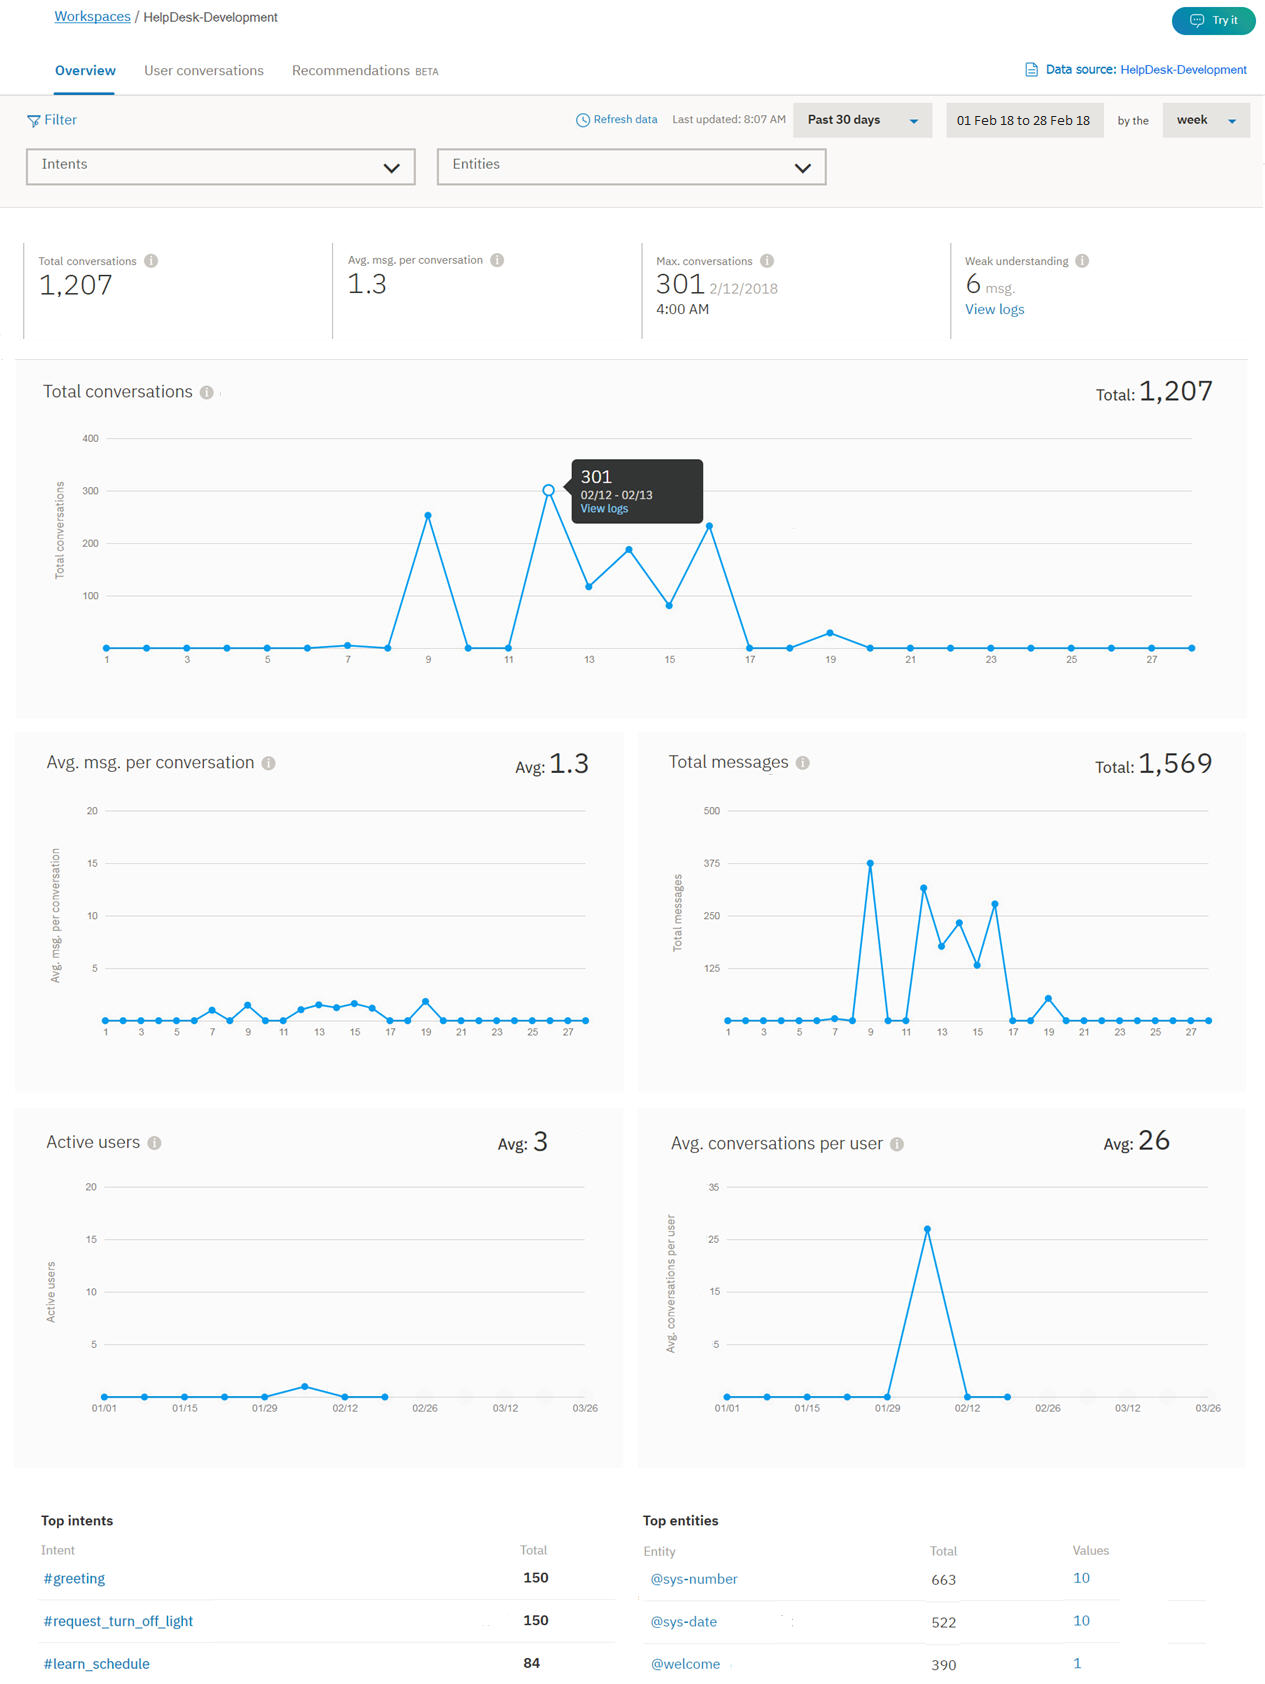 Workspaces / HelpDesk-Development
Try it
Overview User conversations Recommendations BETA
Data source: HelpDesk-Development
Filter
Refresh data Last updated: 8:07 AM Past 30 days 01 Feb 18 to 28 Feb 18 by the week
Intents Entities
Total conversations
1,207
Avg. msg. per conversation
1.3
Max. conversations
301 2/12/2018
4:00 AM
Weak understanding
6 msg.
View logs
Total conversations
Total: 1,207
Total conversations
400
300
200
100
301
02/12 - 02/13
View logs
1 3 5 7 9 11 13 15 17 19 21 23 25 27
Avg. msg. per conversation
Avg: 1.3
Avg. msg. per conversation
20
15
10
5
1 3 5 7 9 11 13 15 17 19 21 23 25 27
Total messages
Total: 1,569
Total messages
500
375
250
125
1 3 5 7 9 11 13 15 17 19 21 23 25 27
Active users
Avg: 3
Active users
20
15
10
5
01/01 01/15 01/29 02/12 02/26 03/12 03/26
Avg. conversations per user
Avg: 26
Avg. conversations per user
35
25
15
5
01/01 01/15 01/29 02/12 02/26 03/12 03/26
Top intents
Intent Total
#greeting 150
#request_turn_off_light 150
#learn_schedule 84
Top entities
Entity Total Values
@sys-number 663 10
@sys-date 522 10
@welcome 390 1